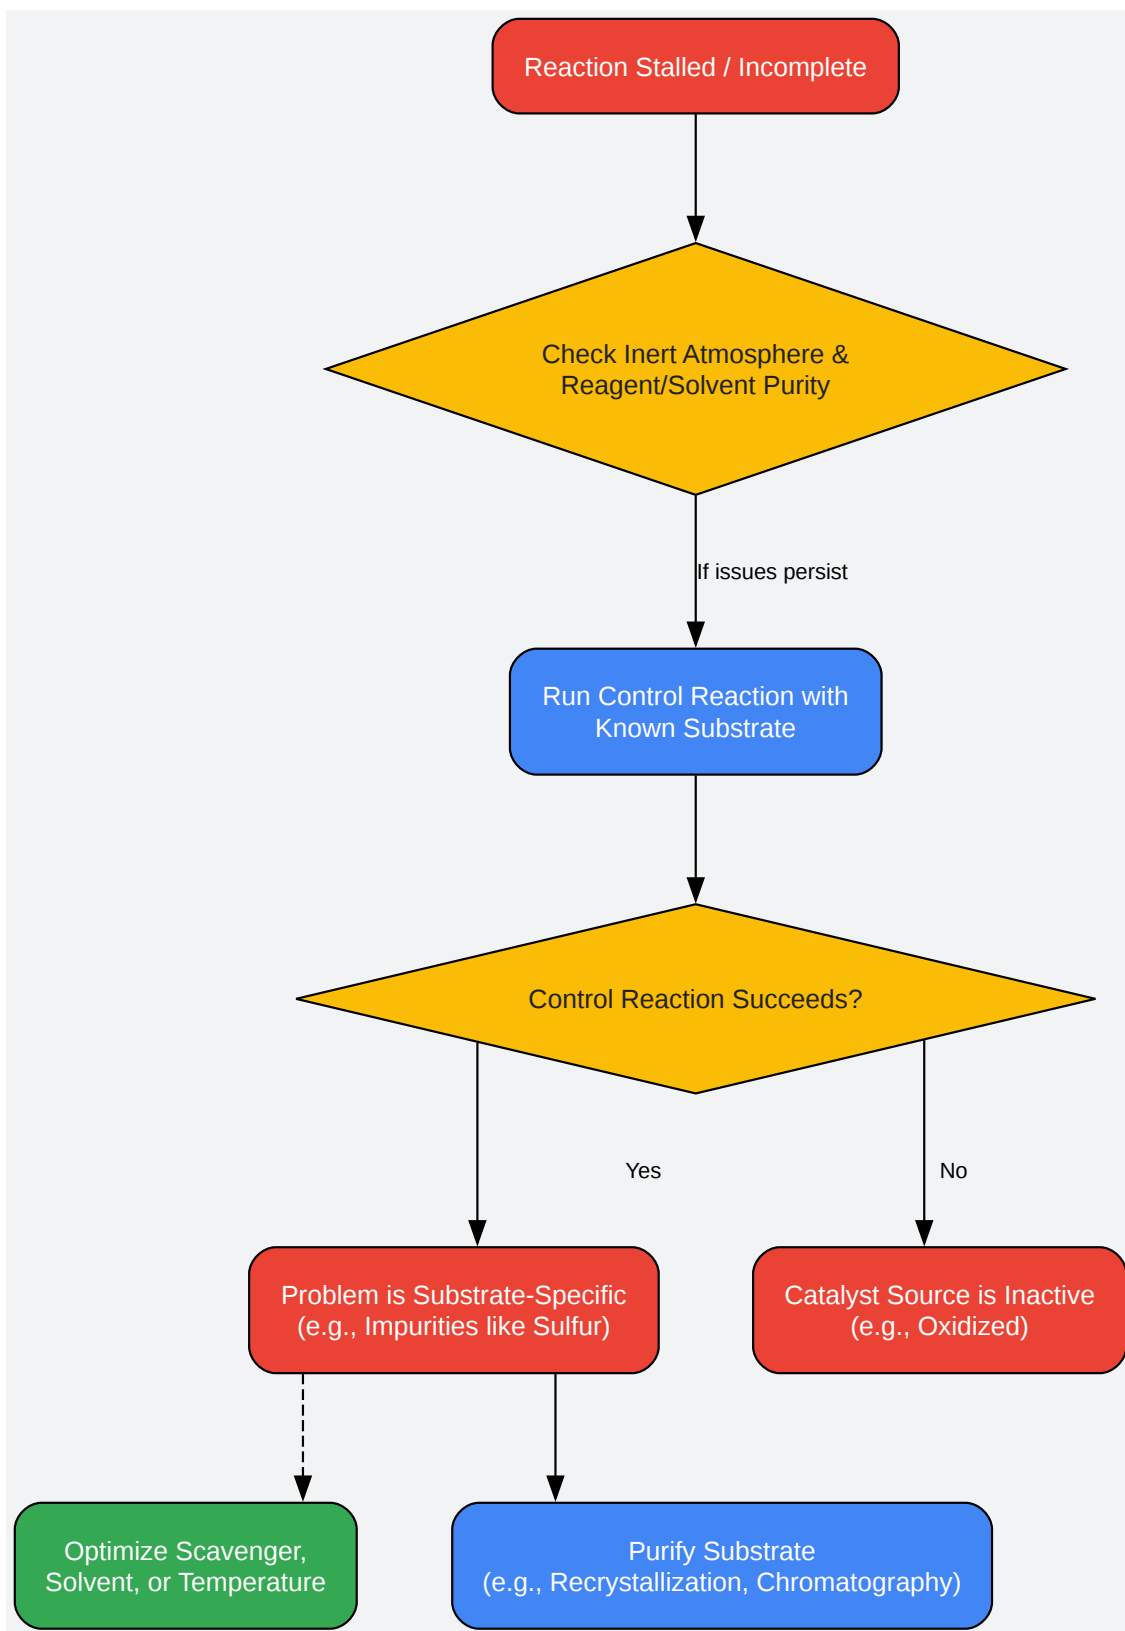 Reaction Stalled / Incomplete
Check Inert Atmosphere &
Reagent/Solvent Purity
If issues persist
Run Control Reaction with
Known Substrate
Control Reaction Succeeds?
Yes
No
Problem is Substrate-Specific
(e.g., Impurities like Sulfur)
Catalyst Source is Inactive
(e.g., Oxidized)
Optimize Scavenger,
Solvent, or Temperature
Purify Substrate
(e.g., Recrystallization, Chromatography)